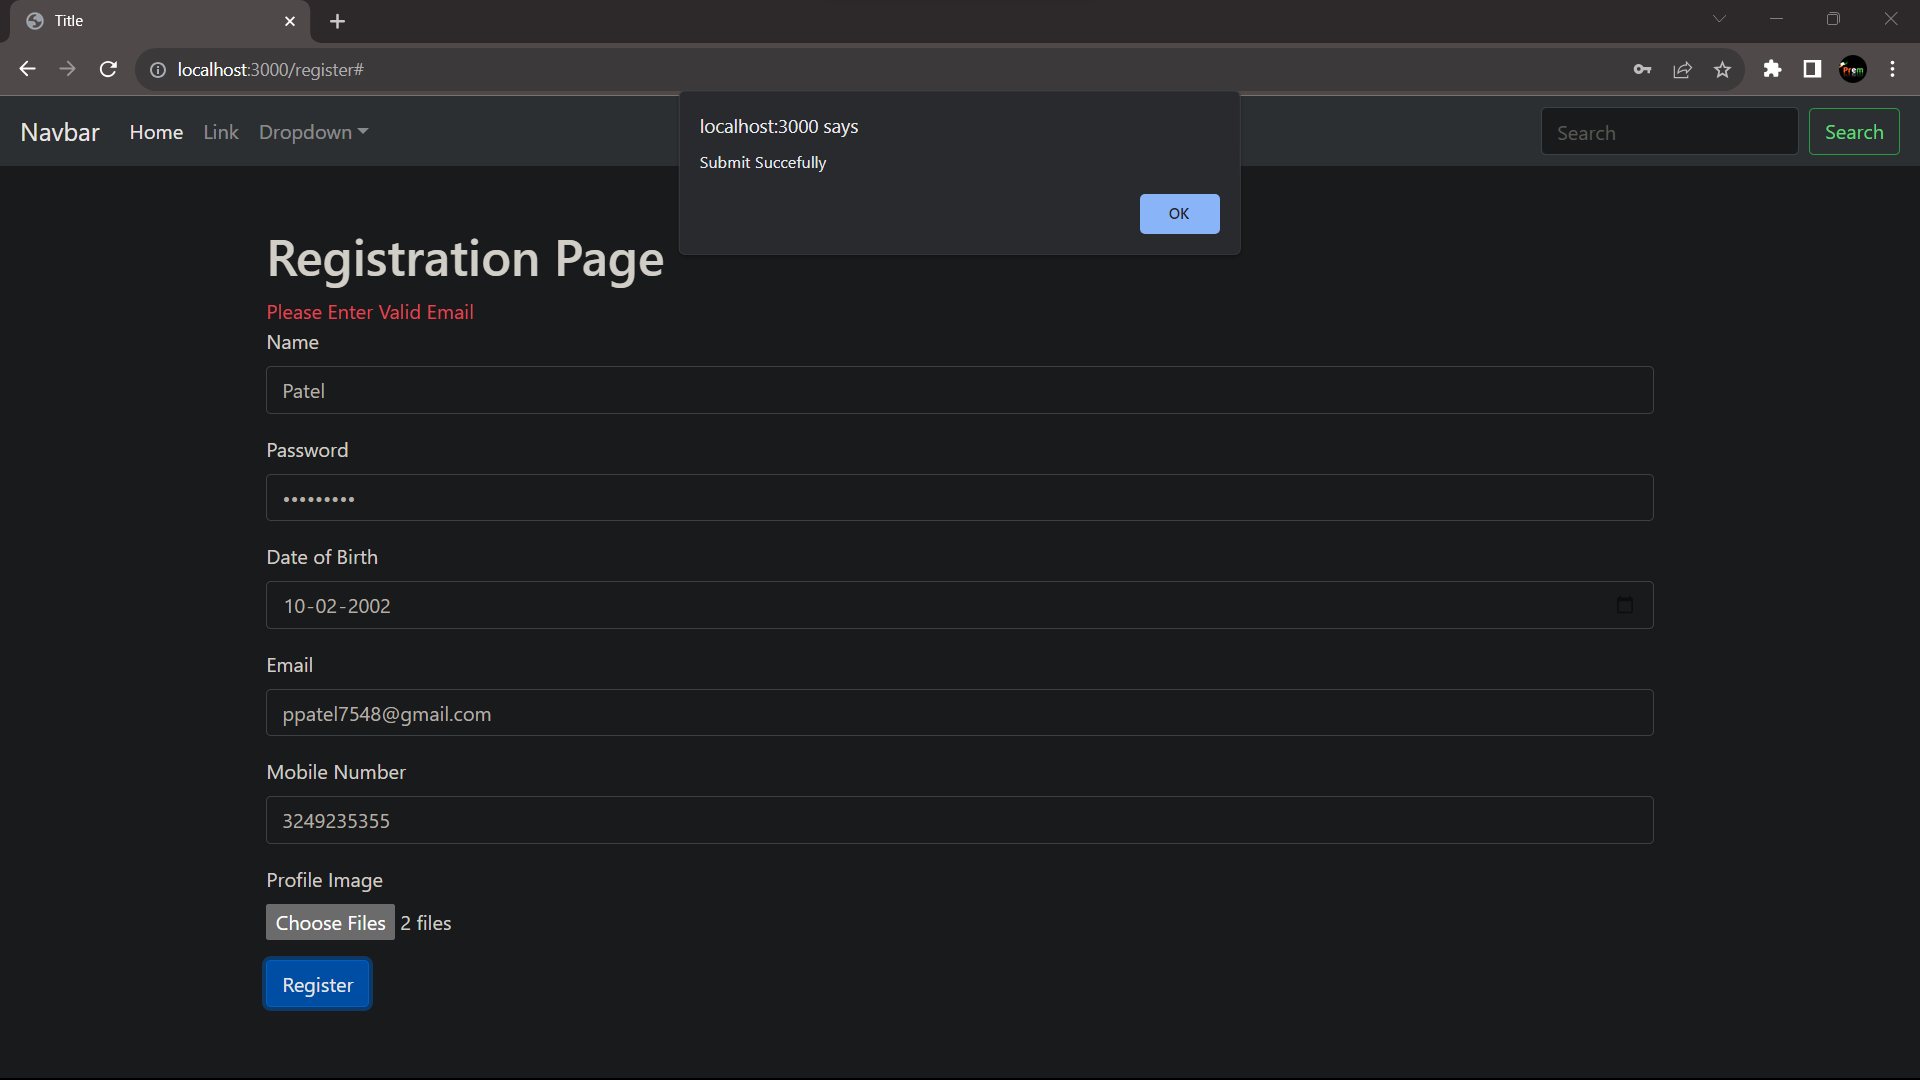 Title
localhost:3000/register#
Prem
Navbar Home Link Dropdown Search Search
localhost:3000 says
Submit Succefully
OK
Registration Page
Please Enter Valid Email
Name
Patel
Password
•••••••••
Date of Birth
10-02-2002
Email
ppatel7548@gmail.com
Mobile Number
3249235355
Profile Image
Choose Files 2 files
Register